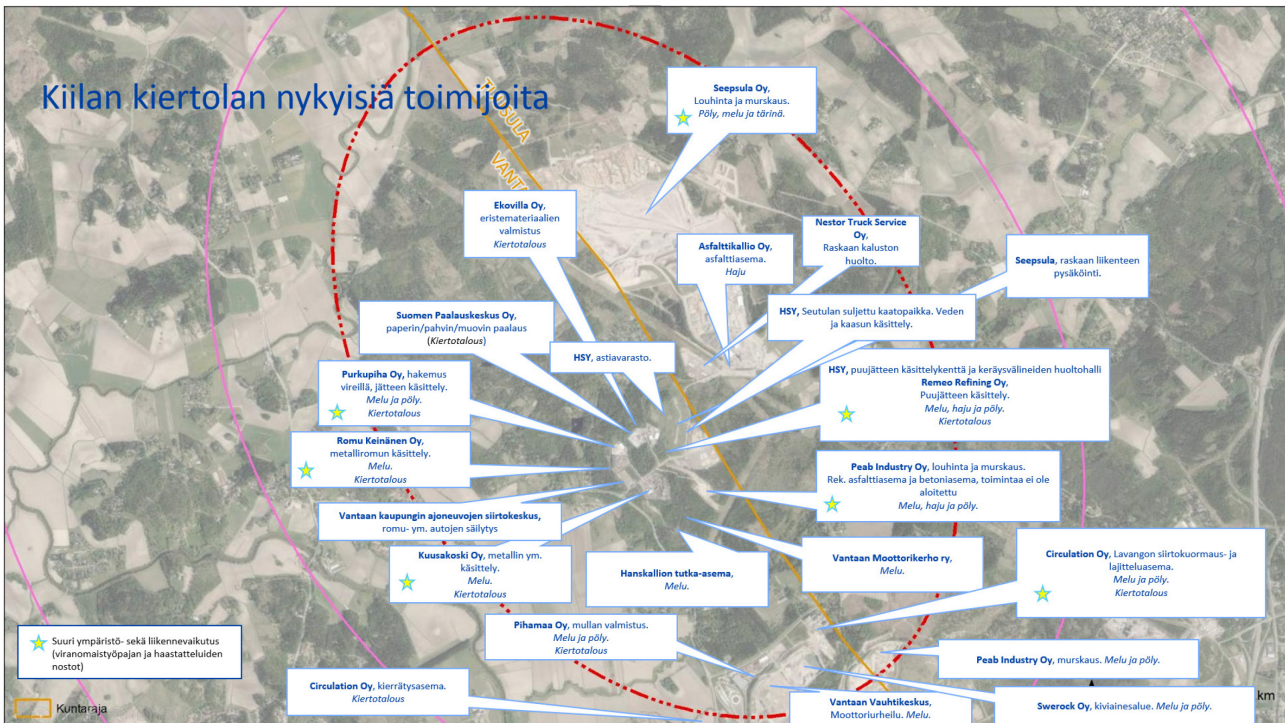 Kiilan kiertolan nykyisiä toimijoita
TUUSULA
VANTAA
Seepsula Oy,
Louhinta ja murskaus.
Pöly, melu ja tärinä.
Ekovilla Oy,
eristemateriaalien
valmistus
Kiertotalous
Asfalttikallio Oy,
asfalttiasema.
Haju
Nestor Truck Service
Oy,
Raskaan kaluston
huolto.
Seepsula, raskaan liikenteen
pysäköinti.
Suomen Paalauskeskus Oy,
paperin/pahvin/muovin paalaus
(Kiertotalous)
HSY, astiavarasto.
HSY, Seutulan suljettu kaatopaikka. Veden
ja kaasun käsittely.
Purkupiha Oy, hakemus
vireillä, jätteen käsittely.
Melu ja pöly.
Kiertotalous
HSY, puujätteen käsittelykenttä ja keräysvälineiden huoltohalli
Remeo Refining Oy,
Puujätteen käsittely.
Melu, haju ja pöly.
Kiertotalous
Romu Keinänen Oy,
metalliromun käsittely.
Melu.
Kiertotalous
Peab Industry Oy, louhinta ja murskaus.
Rek. asfalttiasema ja betoniasema, toimintaa ei ole
aloitettu
Melu, haju ja pöly.
Vantaan kaupungin ajoneuvojen siirtokeskus,
romu- ym. autojen säilytys
Kuusakoski Oy, metallin ym.
käsittely.
Melu.
Kiertotalous
Hanskallion tutka-asema,
Melu.
Vantaan Moottorikerho ry,
Melu.
Circulation Oy, Lavangon siirtokuormaus- ja
lajitteluasema.
Melu ja pöly.
Kiertotalous
Pihamaa Oy, mullan valmistus.
Melu ja pöly.
Kiertotalous
Suuri ympäristö- sekä liikennevaikutus
(viranomaistyöpajan ja haastatteluiden
nostot)
Peab Industry Oy, murskaus. Melu ja pöly.
Circulation Oy, kierrätysasema.
Kiertotalous
Vantaan Vauhtikeskus,
Moottoriurheilu. Melu.
Swerock Oy, kiviainesalue. Melu ja pöly.
Kuntaraja
km